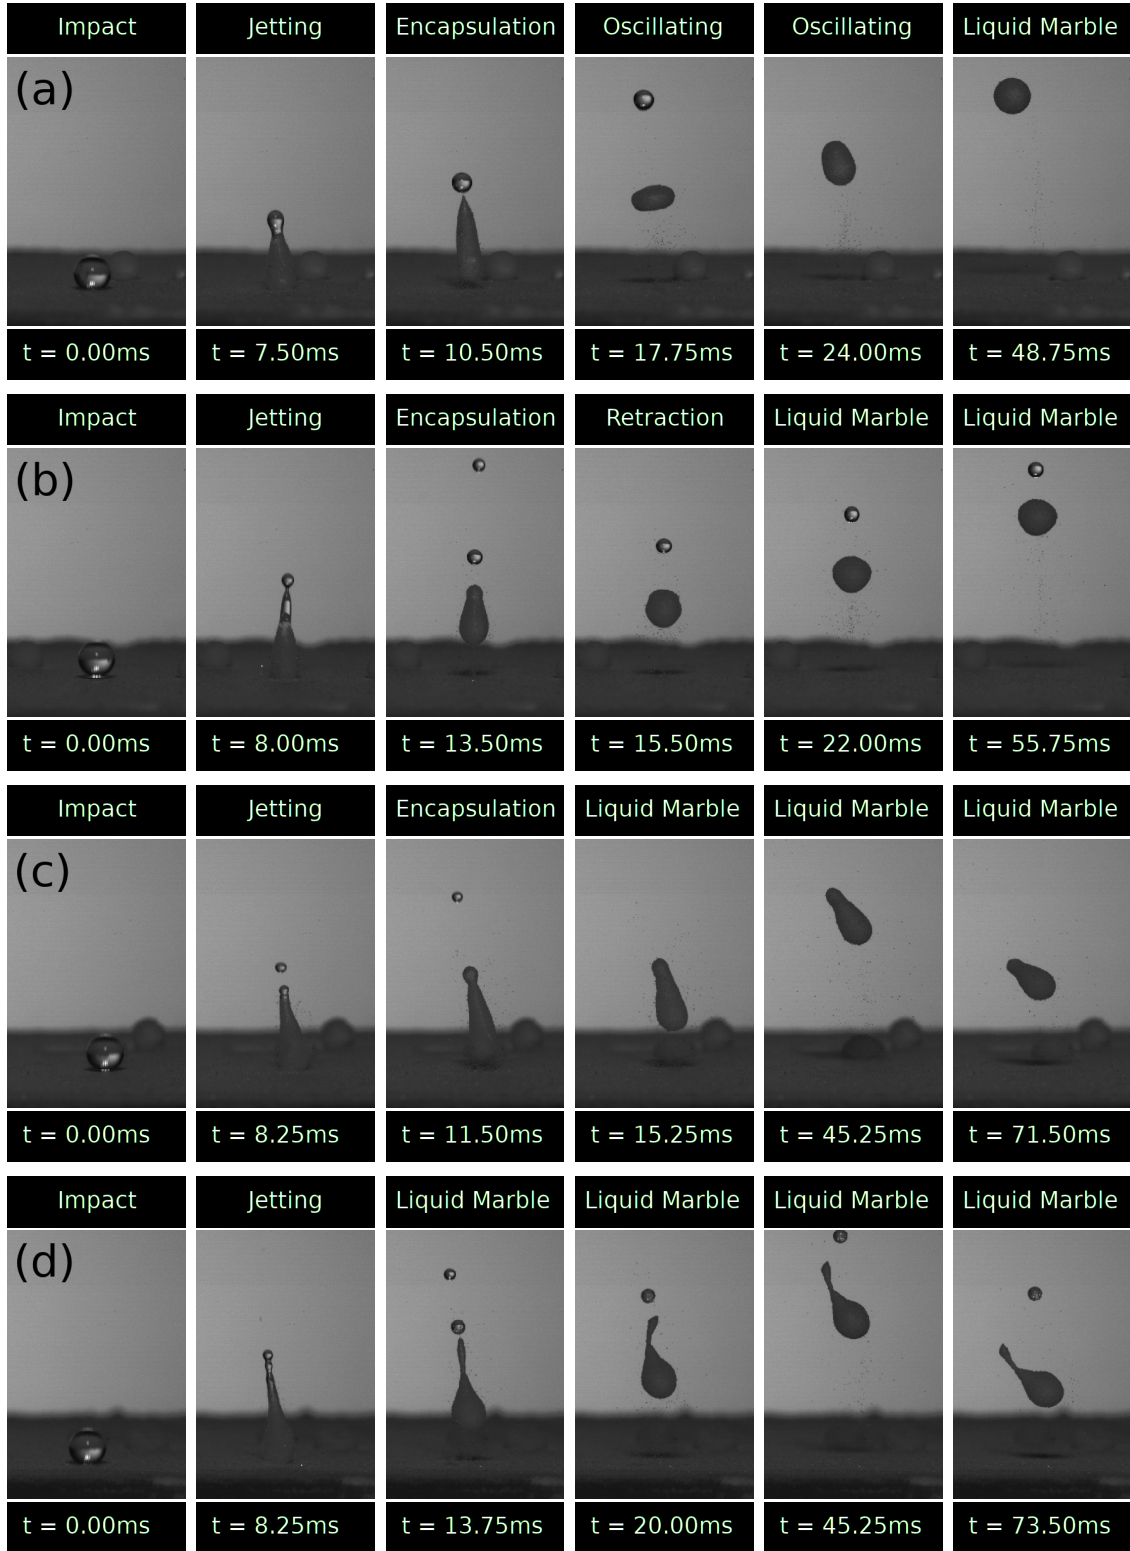 Impact Jetting Encapsulation Oscillating Oscillating Liquid Marble
(a)
t = 0.00ms t = 7.50ms t = 10.50ms t = 17.75ms t = 24.00ms t = 48.75ms
Impact Jetting Encapsulation Retraction Liquid Marble Liquid Marble
(b)
t = 0.00ms t = 8.00ms t = 13.50ms t = 15.50ms t = 22.00ms t = 55.75ms
Impact Jetting Encapsulation Liquid Marble Liquid Marble Liquid Marble
(c)
t = 0.00ms t = 8.25ms t = 11.50ms t = 15.25ms t = 45.25ms t = 71.50ms
Impact Jetting Liquid Marble Liquid Marble Liquid Marble Liquid Marble
(d)
t = 0.00ms t = 8.25ms t = 13.75ms t = 20.00ms t = 45.25ms t = 73.50ms